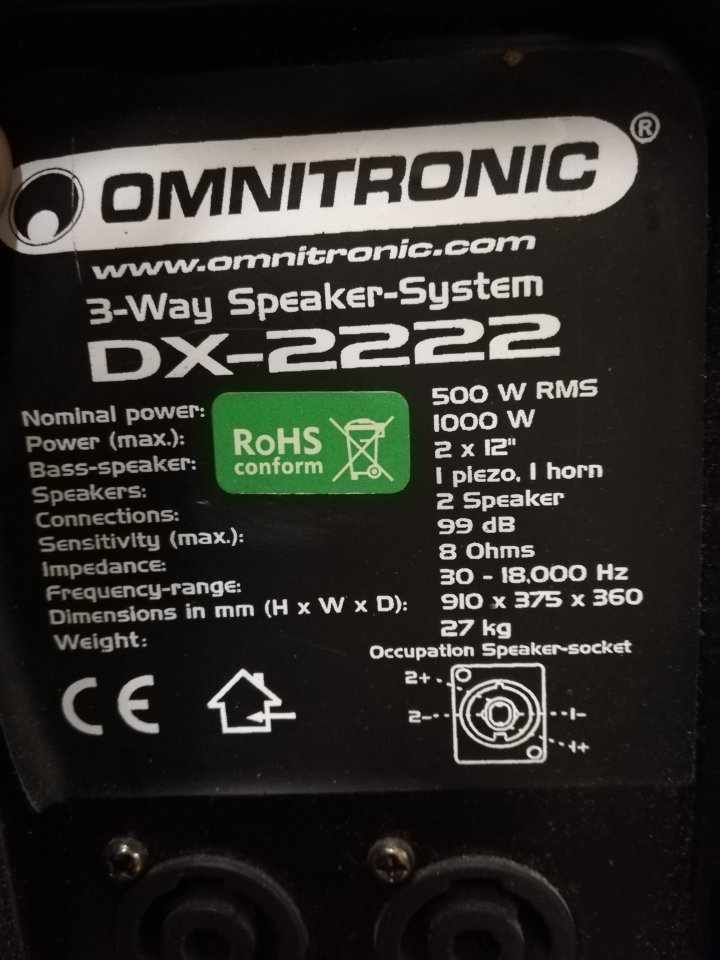 OMNITRONIC ®
www.omnitronic.com
3-Way Speaker-System
DX-2222
Nominal power: 500 W RMS
Power (max.): 1000 W
Bass-speaker: 2 x 12"
Speakers: 1 piezo, 1 horn
Connections: 2 Speaker
Sensitivity (max.): 99 dB
Impedance: 8 Ohms
Frequency-range: 30 - 18,000 Hz
Dimensions in mm (H x W x D): 910 x 375 x 360
Weight: 27 kg
RoHS
conform
Occupation Speaker-socket
2+
2-
1-
1+
CE